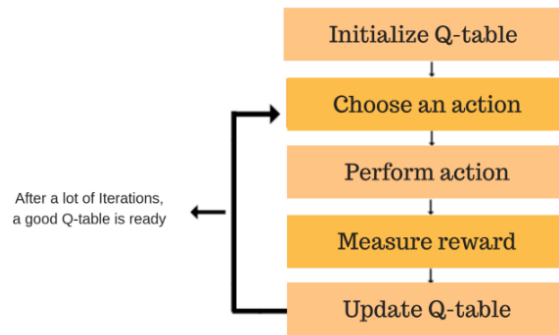 Initialize Q-table
Choose an action
Perform action
Measure reward
Update Q-table
After a lot of Iterations,
a good Q-table is ready